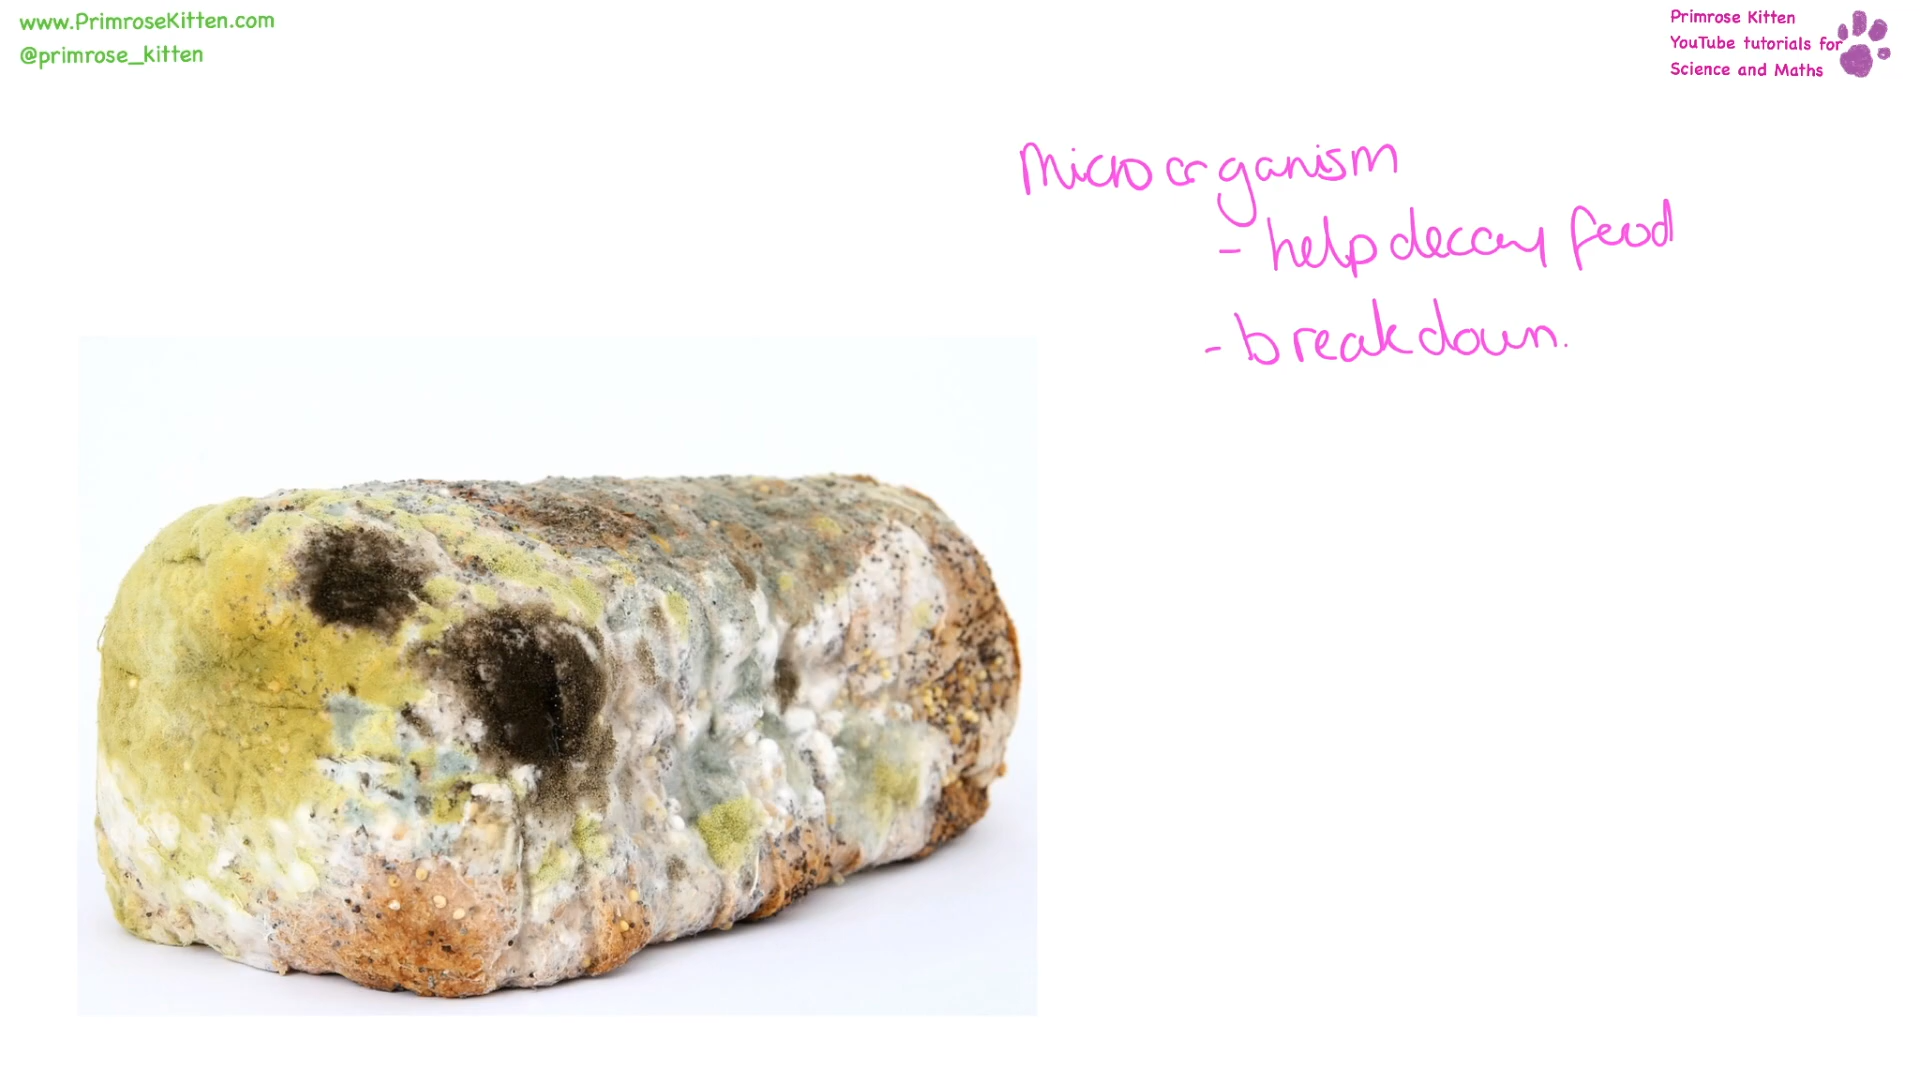 www.PrimroseKitten.com
@primrose_kitten
Primrose Kitten
YouTube tutorials for
Science and Maths
Microorganism
- help decay food
- breakdown.